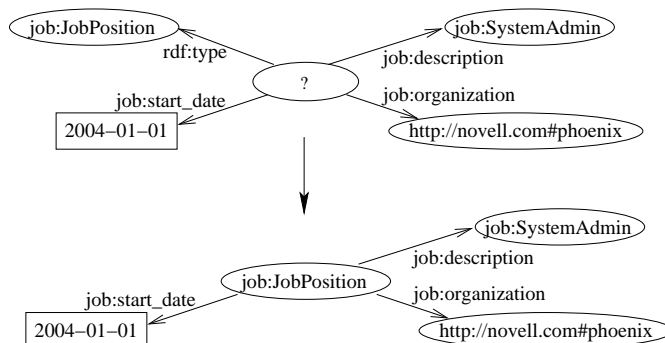 job:JobPosition
job:SystemAdmin
rdf:type
job:description
?
job:start_date
job:organization
2004–01–01
http://novell.com#phoenix
job:SystemAdmin
job:description
job:JobPosition
job:start_date
job:organization
2004–01–01
http://novell.com#phoenix